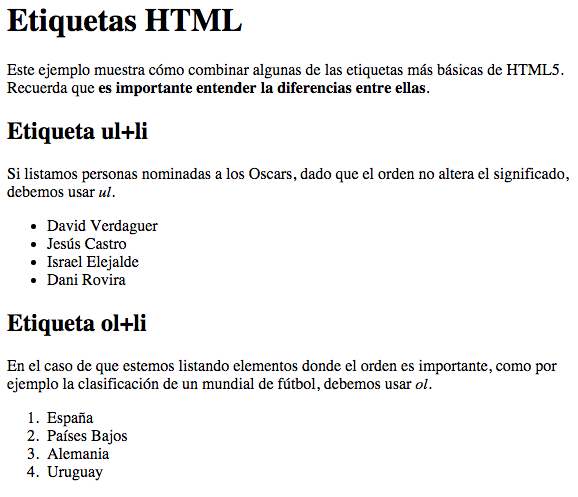 Etiquetas HTML
Este ejemplo muestra cómo combinar algunas de las etiquetas más básicas de HTML5.
Recuerda que es importante entender la diferencias entre ellas.
Etiqueta ul+li
Si listamos personas nominadas a los Oscars, dado que el orden no altera el significado,
debemos usar ul.
• David Verdaguer
• Jesús Castro
• Israel Elejalde
• Dani Rovira
Etiqueta ol+li
En el caso de que estemos listando elementos donde el orden es importante, como por
ejemplo la clasificación de un mundial de fútbol, debemos usar ol.
1. España
2. Países Bajos
3. Alemania
4. Uruguay